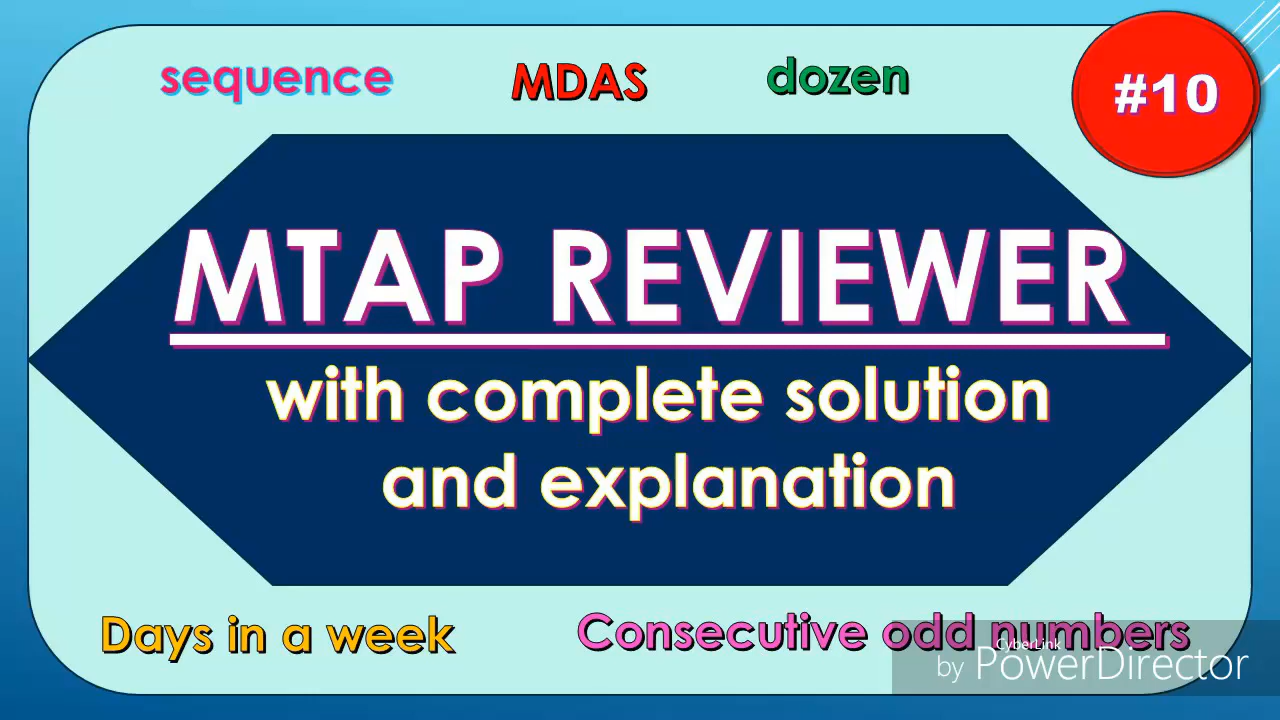 sequence MDAS dozen #10
MTAP REVIEWER
with complete solution
and explanation
Days in a week Consecutive odd numbers
CyberLink
by PowerDirector